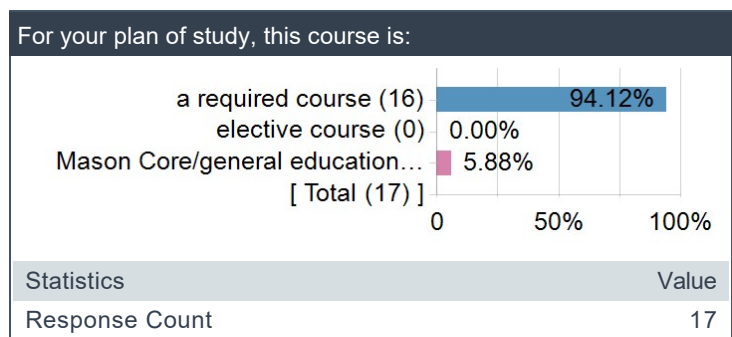 For your plan of study, this course is:
a required course (16) 94.12%
elective course (0) 0.00%
Mason Core/general education... 5.88%
[ Total (17) ]
0 50% 100%
Statistics Value
Response Count 17